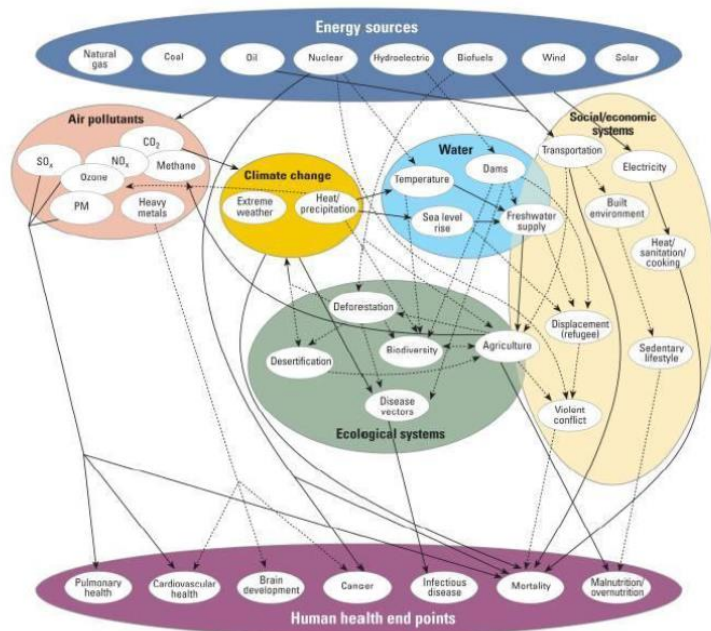 Energy sources
Natural
gas
Coal
Oil
Nuclear
Hydroelectric
Biofuels
Wind
Solar
Air pollutants
CO2
SOx
NOx
Methane
Ozone
PM
Heavy
metals
Climate change
Extreme
weather
Heat/
precipitation
Water
Temperature
Dams
Sea level
rise
Freshwater
supply
Social/economic
systems
Transportation
Electricity
Built
environment
Heat/
sanitation/
cooking
Displacement
(refugee)
Sedentary
lifestyle
Violent
conflict
Deforestation
Biodiversity
Agriculture
Desertification
Disease
vectors
Ecological systems
Pulmonary
health
Cardiovascular
health
Brain
development
Cancer
Infectious
disease
Mortality
Malnutrition/
overnutrition
Human health end points